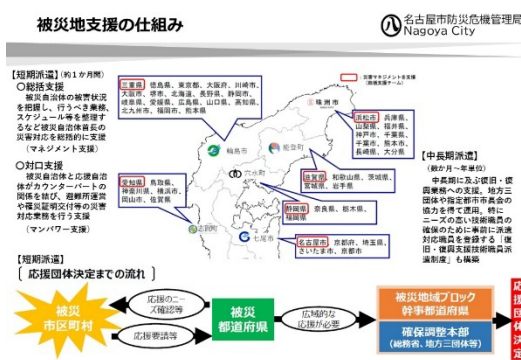 被災地支援の仕組み
名古屋市防災危機管理局
Nagoya City
【短期派遣】(約1か月間)
○総括支援
被災自治体の被害状況
を把握し、行うべき業務、
スケジュール等を整理す
るなど被災自治体首長の
災害対応を総括的に支援
(マネジメント支援)
○対口支援
被災自治体と応援自治
体がカウンターパートの
関係を結び、避難所運営
や罹災証明交付等の災害
対応業務を行う支援
(マンパワー支援)
三重県、徳島県、東京都、大阪府、川崎市、
大阪市、堺市、北海道、長野県、静岡市、
岐阜県、愛媛県、広島県、山口県、高知県、
北九州市、福岡市、熊本県
珠洲市
浜松市、兵庫県、
山梨県、福井県、
神戸市、千葉県、
千葉市、熊本市、
長崎県、大分県
輪島市
能登町
愛知県、鳥取県、
神奈川県、横浜市、
岡山市、佐賀県
穴水町
滋賀県、和歌山県、茨城県、
宮城県、岩手県
静岡県、奈良県、栃木県、
福岡県
志賀町
七尾市
名古屋市、京都府、埼玉県、
さいたま市、京都市
【中長期派遣】
(数か月～年単位)
中長期に及ぶ復旧・復
興業務への支援。地方三
団体や指定都市市長会の
協力を得て運用。特に
ニーズの高い技術職員の
確保のために事前に派遣
対応職員を登録する「復
旧・復興支援技術職員派
遣制度」も構築
【短期派遣】
[ 応援団体決定までの流れ ]
被災
市区町村
応援のニー
ズ確認等
応援要請等
被災
都道府県
広域的な
応援が必要
被災地域ブロック
幹事都道府県
確保調整本部
(総務省、地方三団体等)
応援団体決定